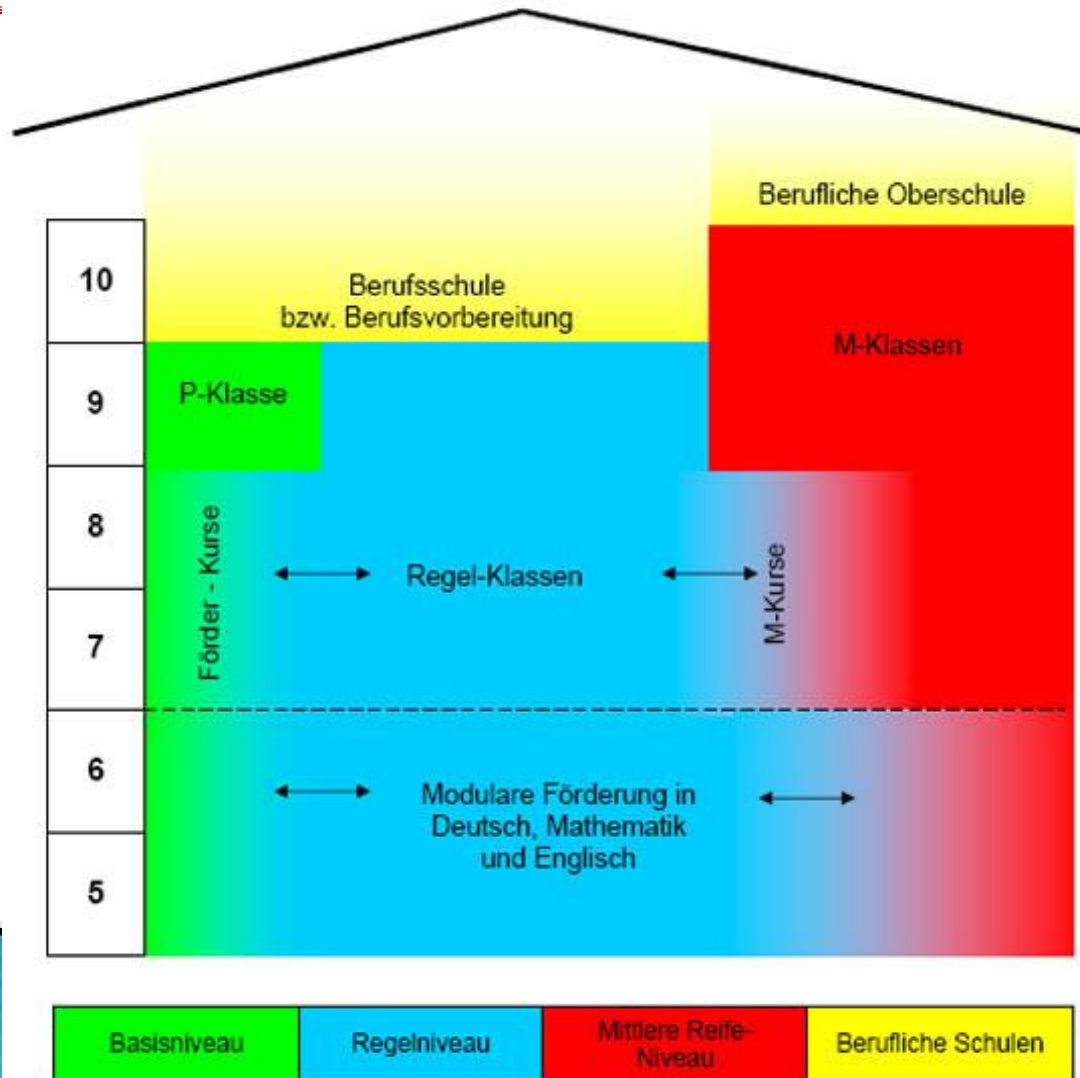 Berufliche Oberschule
10
Berufsschule
bzw. Berufsvorbereitung
M-Klassen
9
P-Klasse
8
Förder - Kurse
Regel-Klassen
M-Kurse
7
6
Modulare Förderung in
Deutsch, Mathematik
und Englisch
5
Basisniveau
Regelniveau
Mittlere Reife-
Niveau
Berufliche Schulen